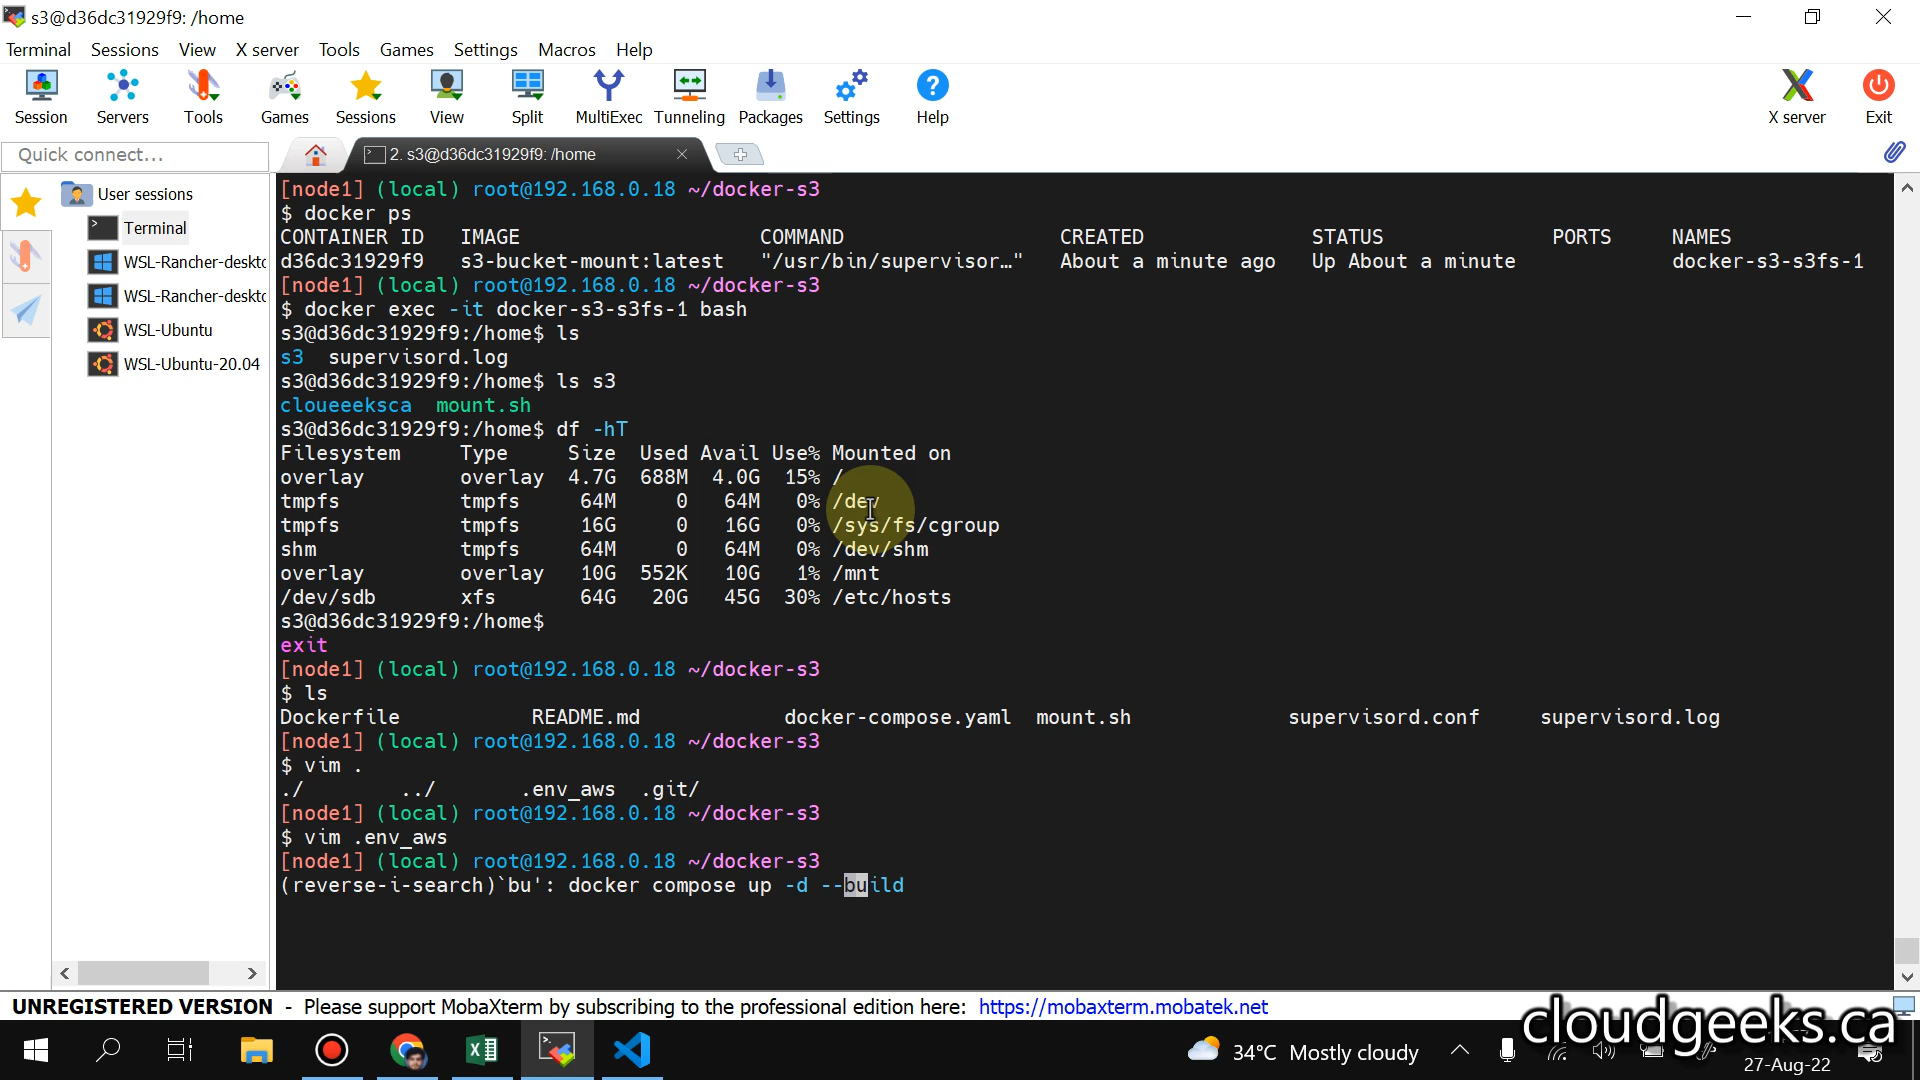 s3@d36dc31929f9: /home
Terminal Sessions View X server Tools Games Settings Macros Help
Session Servers Tools Games Sessions View Split MultiExec Tunneling Packages Settings Help X server Exit
Quick connect...
2. s3@d36dc31929f9: /home
User sessions
Terminal
WSL-Rancher-deskto
WSL-Rancher-deskto
WSL-Ubuntu
WSL-Ubuntu-20.04
[node1] (local) root@192.168.0.18 ~/docker-s3
$ docker ps
CONTAINER ID IMAGE COMMAND CREATED STATUS PORTS NAMES
d36dc31929f9 s3-bucket-mount:latest "/usr/bin/supervisor…" About a minute ago Up About a minute docker-s3-s3fs-1
[node1] (local) root@192.168.0.18 ~/docker-s3
$ docker exec -it docker-s3-s3fs-1 bash
s3@d36dc31929f9:/home$ ls
s3 supervisord.log
s3@d36dc31929f9:/home$ ls s3
cloueeeksca mount.sh
s3@d36dc31929f9:/home$ df -hT
Filesystem Type Size Used Avail Use% Mounted on
overlay overlay 4.7G 688M 4.0G 15% /
tmpfs tmpfs 64M 0 64M 0% /dev
tmpfs tmpfs 16G 0 16G 0% /sys/fs/cgroup
shm tmpfs 64M 0 64M 0% /dev/shm
overlay overlay 10G 552K 10G 1% /mnt
/dev/sdb xfs 64G 20G 45G 30% /etc/hosts
s3@d36dc31929f9:/home$
exit
[node1] (local) root@192.168.0.18 ~/docker-s3
$ ls
Dockerfile README.md docker-compose.yaml mount.sh supervisord.conf supervisord.log
[node1] (local) root@192.168.0.18 ~/docker-s3
$ vim .
./ ../ .env_aws .git/
[node1] (local) root@192.168.0.18 ~/docker-s3
$ vim .env_aws
[node1] (local) root@192.168.0.18 ~/docker-s3
(reverse-i-search)`bu': docker compose up -d --build
UNREGISTERED VERSION - Please support MobaXterm by subscribing to the professional edition here: https://mobaxterm.mobatek.net
cloudgeeks.ca
34°C Mostly cloudy
27-Aug-22